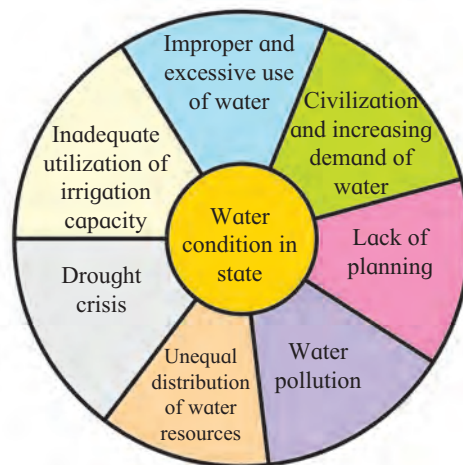 Improper and
excessive use
of water
Civilization
and increasing
demand of
water
Lack of
planning
Water
pollution
Unequal
distribution
of water
resources
Drought
crisis
Inadequate
utilization of
irrigation
capacity
Water
condition in
state